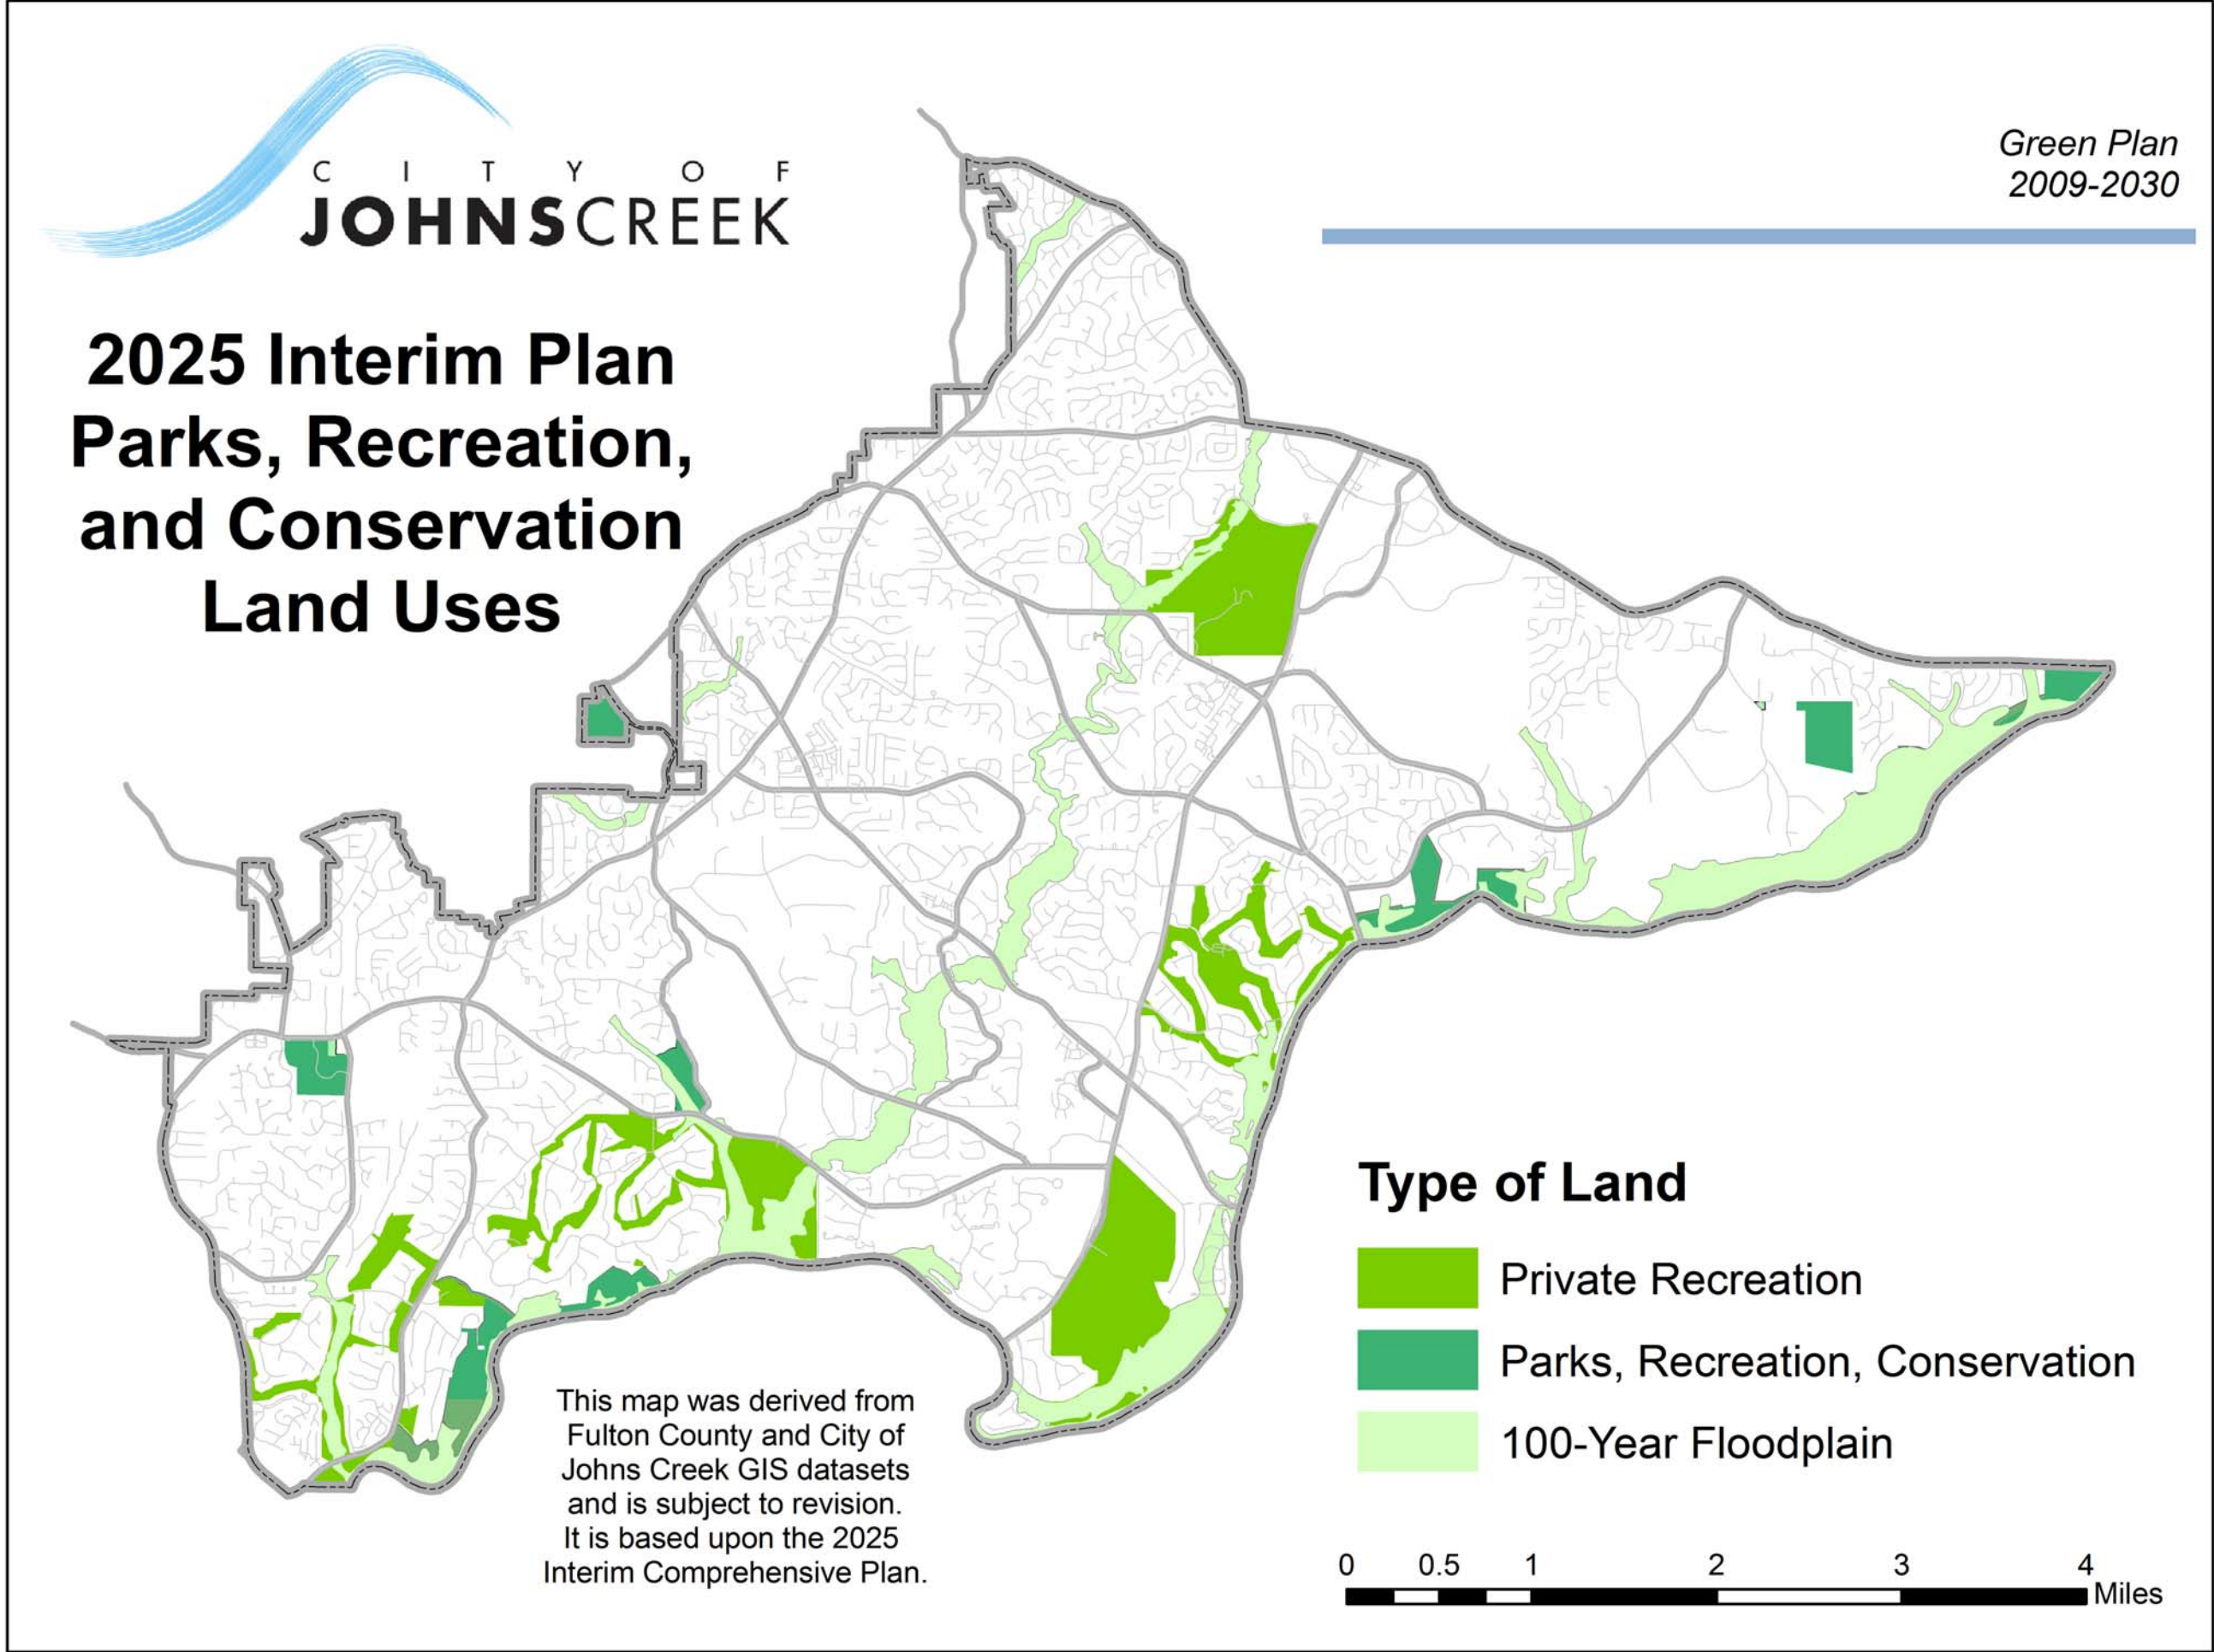 CITY OF
JOHNSCREEK
Green Plan
2009-2030
2025 Interim Plan
Parks, Recreation,
and Conservation
Land Uses
Type of Land
Private Recreation
Parks, Recreation, Conservation
100-Year Floodplain
This map was derived from
Fulton County and City of
Johns Creek GIS datasets
and is subject to revision.
It is based upon the 2025
Interim Comprehensive Plan.
0 0.5 1 2 3 4
Miles